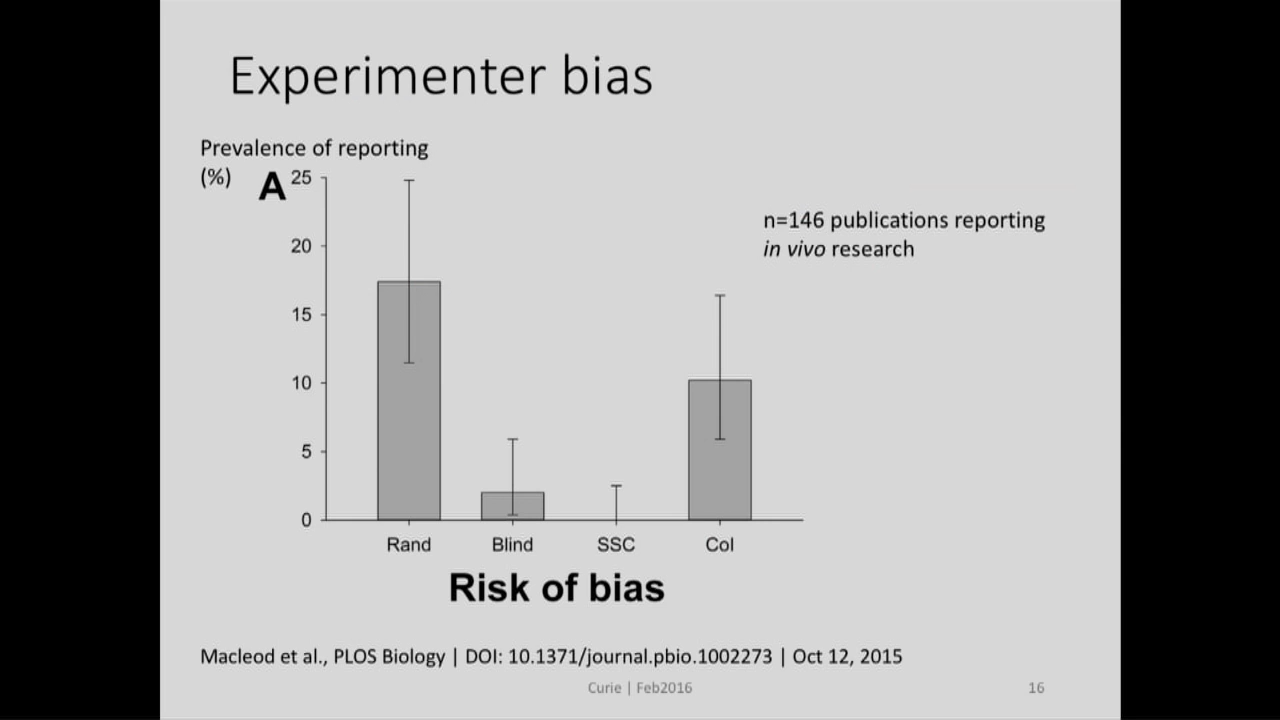 Experimenter bias
Prevalence of reporting
(%)
A
25
20
15
10
5
0
n=146 publications reporting
in vivo research
Rand Blind SSC CoI
Risk of bias
Macleod et al., PLOS Biology | DOI: 10.1371/journal.pbio.1002273 | Oct 12, 2015
Curie | Feb2016
16